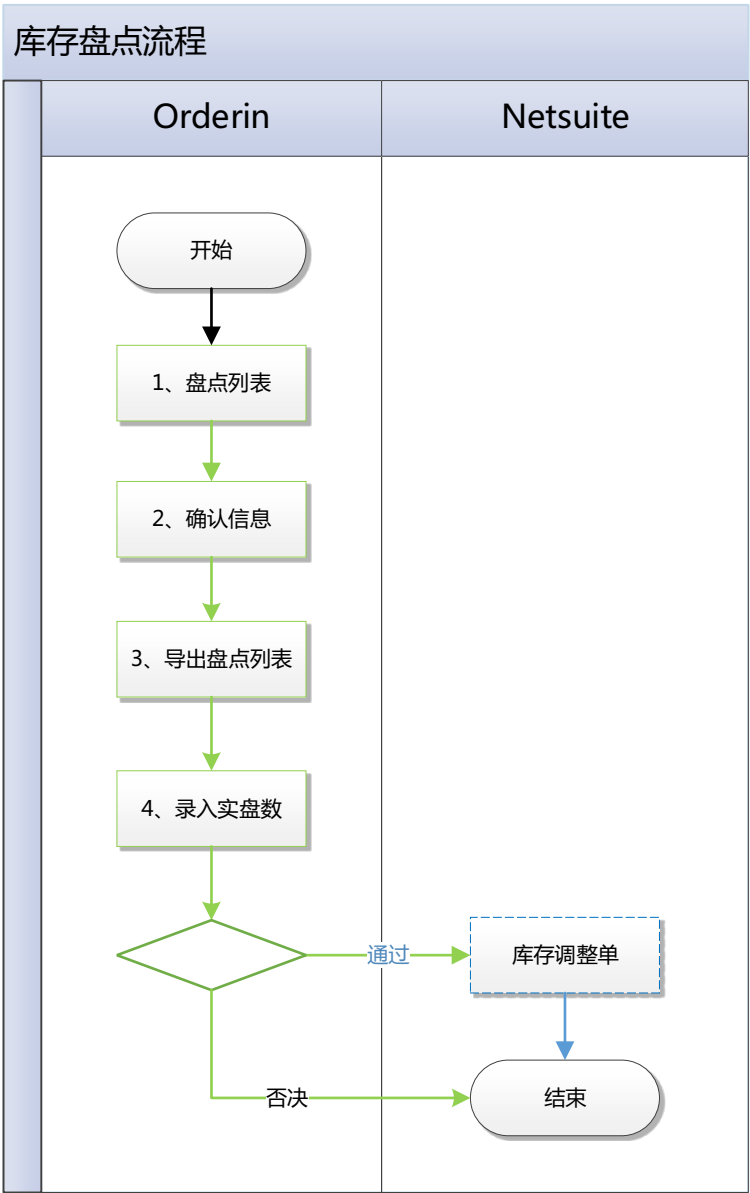 库存盘点流程
Orderin
Netsuite
开始
1、盘点列表
2、确认信息
3、导出盘点列表
4、录入实盘数
通过
库存调整单
否决
结束